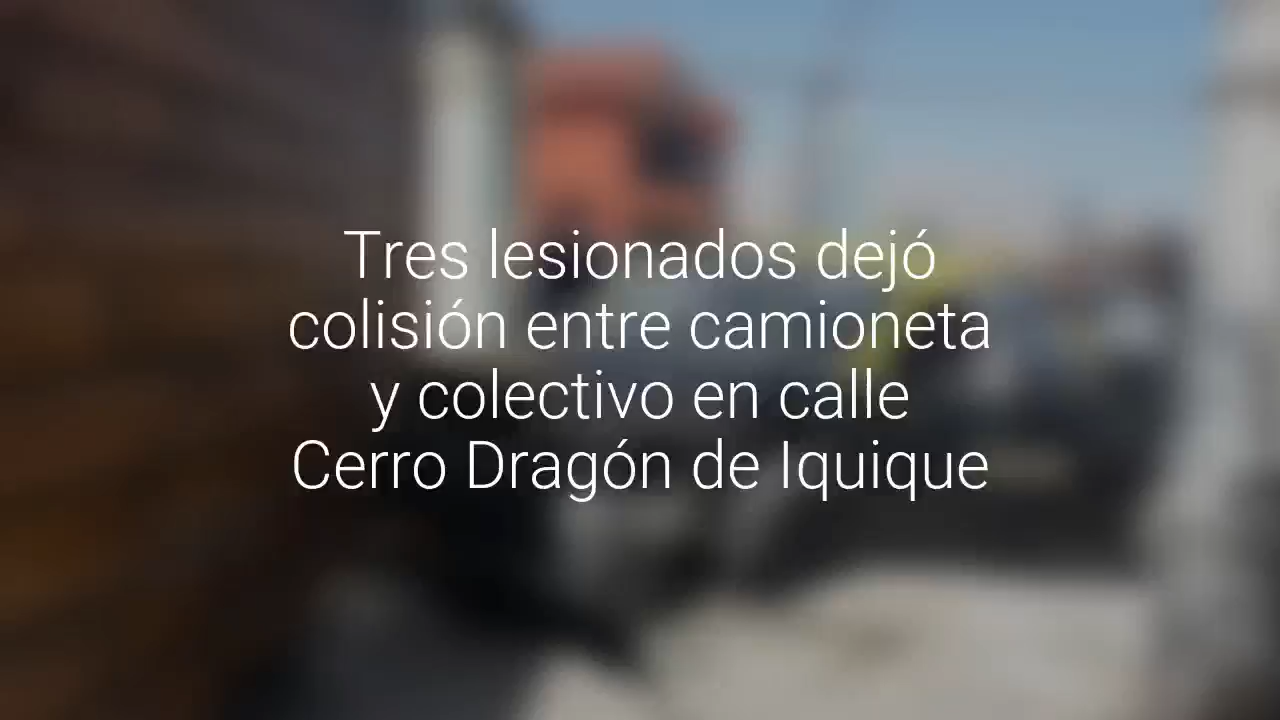 Tres lesionados dejó
colisión entre camioneta
y colectivo en calle
Cerro Dragón de Iquique